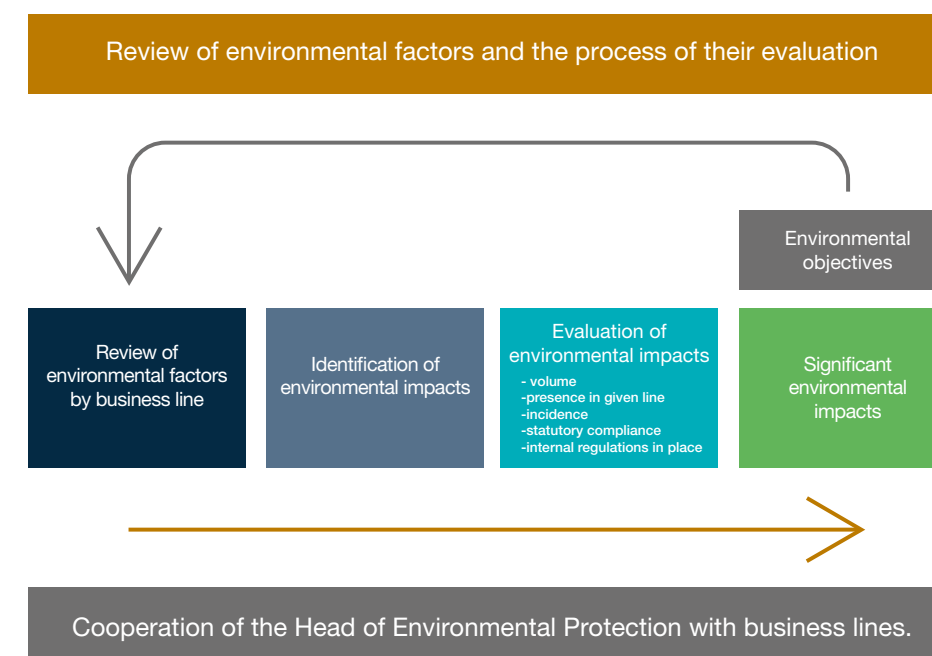 Review of environmental factors and the process of their evaluation
Environmental
objectives
Review of
environmental factors
by business line
Identification of
environmental impacts
Evaluation of
environmental impacts
- volume
-presence in given line
-incidence
-statutory compliance
-internal regulations in place
Significant
environmental
impacts
Cooperation of the Head of Environmental Protection with business lines.